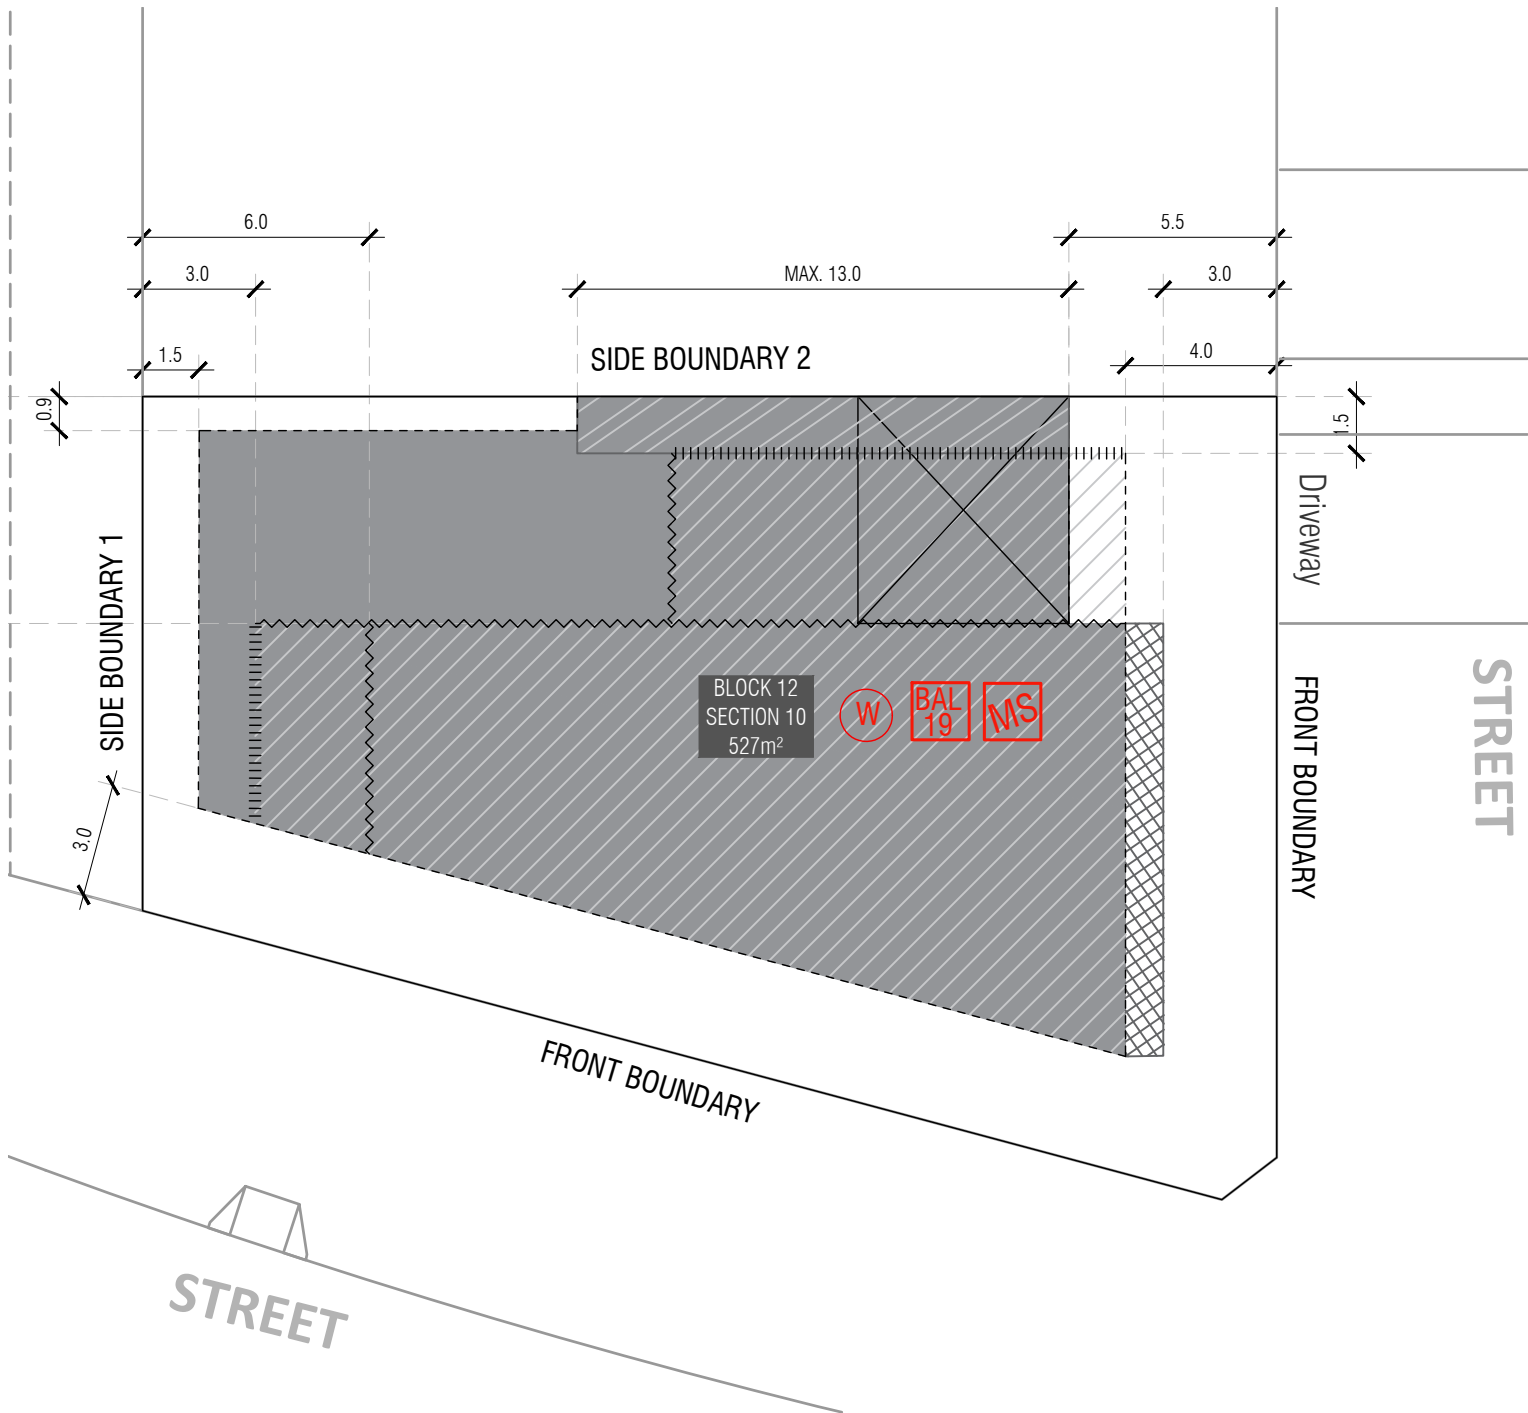 6.0
5.5
3.0
MAX. 13.0
3.0
1.5
SIDE BOUNDARY 2
4.0
0.9
1.5
Driveway
SIDE BOUNDARY 1
BLOCK 12
SECTION 10
527m²
W
BAL
19
MS
FRONT BOUNDARY
STREET
3.0
FRONT BOUNDARY
STREET